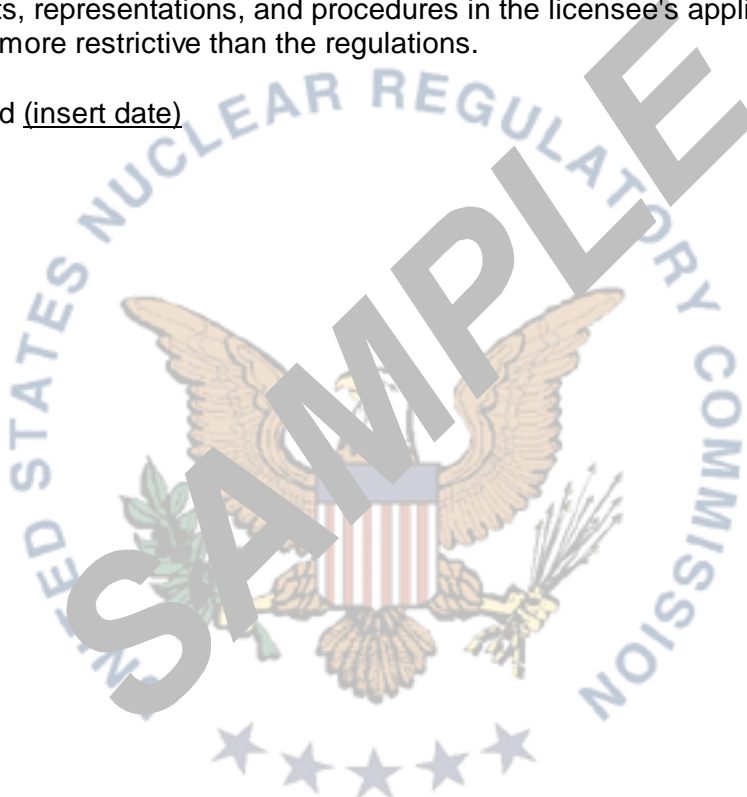 ts, representations, and procedures in the licensee's appli
more restrictive than the regulations.
d (insert date)
UNITED STATES NUCLEAR REGULATORY COMMISSION
SAMPLE